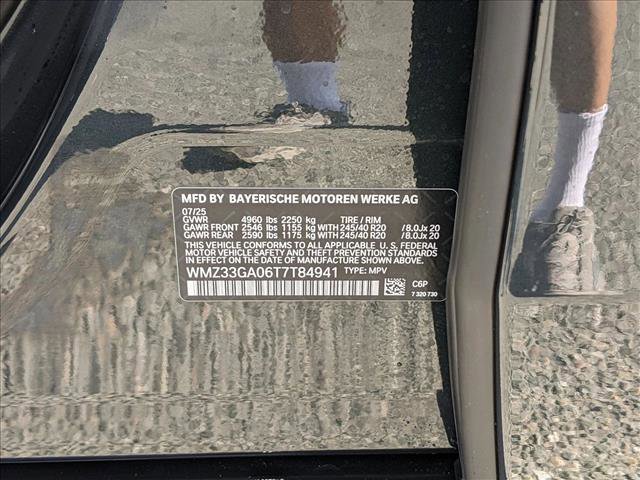 MFD BY BAYERISCHE MOTOREN WERKE AG
07/25
GVWR 4960 lbs 2250 kg TIRE / RIM
GAWR FRONT 2546 lbs 1155 kg WITH 245/40 R20 /8.0Jx 20
GAWR REAR 2590 lbs 1175 kg WITH 245/40 R20 /8.0Jx 20
THIS VEHICLE CONFORMS TO ALL APPLICABLE U. S. FEDERAL
MOTOR VEHICLE SAFETY, BUMPER, AND THEFT PREVENTION STANDARDS
IN EFFECT ON THE DATE OF MANUFACTURE SHOWN ABOVE.
WMZ33GA06T7T84941 TYPE: MPV
C6P
7 320 730